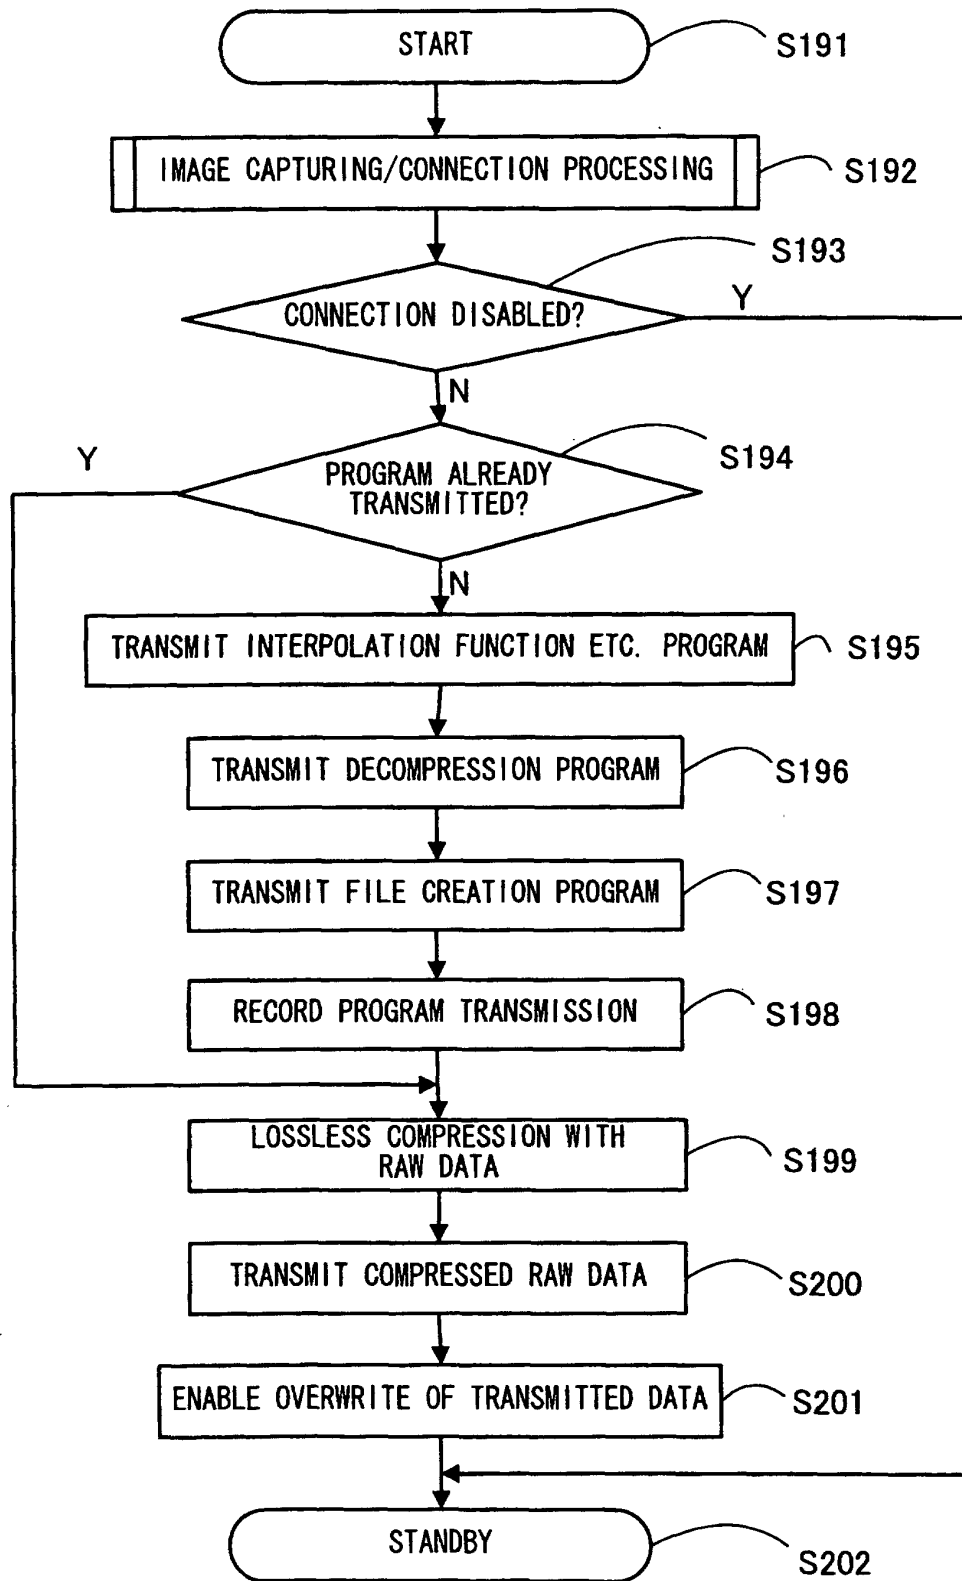 START
S191
IMAGE CAPTURING/CONNECTION PROCESSING
S192
S193
CONNECTION DISABLED?
Y
N
Y
S194
PROGRAM ALREADY
TRANSMITTED?
N
TRANSMIT INTERPOLATION FUNCTION ETC. PROGRAM
S195
TRANSMIT DECOMPRESSION PROGRAM
S196
TRANSMIT FILE CREATION PROGRAM
S197
RECORD PROGRAM TRANSMISSION
S198
LOSSLESS COMPRESSION WITH
RAW DATA
S199
TRANSMIT COMPRESSED RAW DATA
S200
ENABLE OVERWRITE OF TRANSMITTED DATA
S201
STANDBY
S202